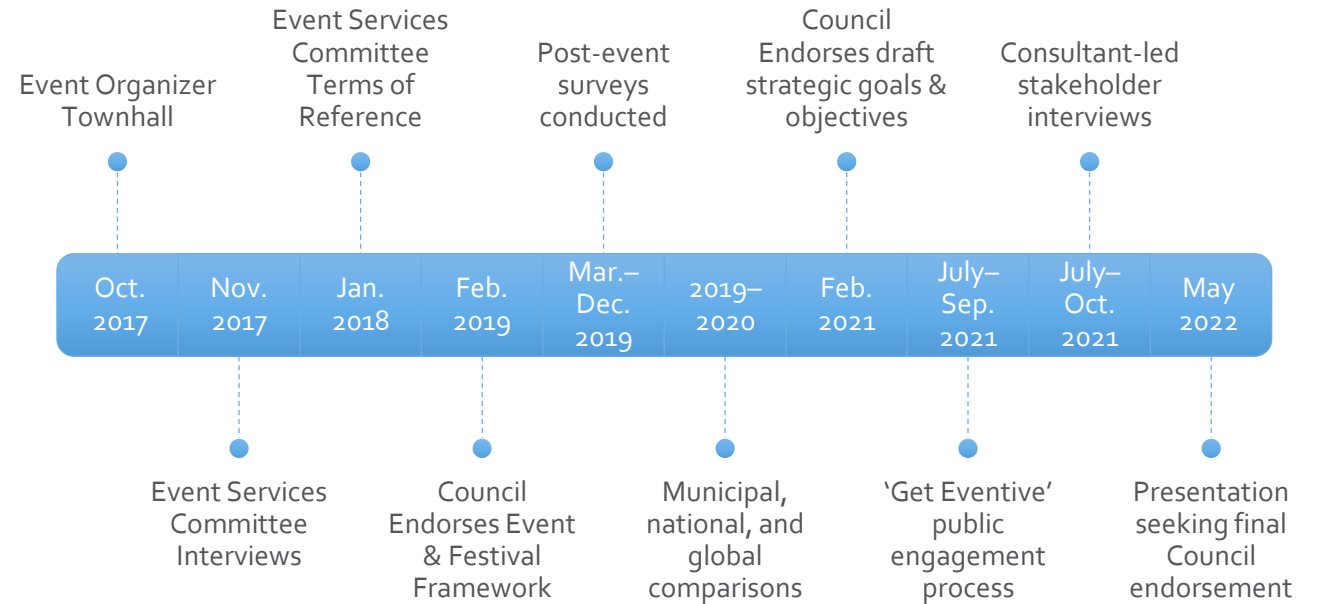 Event Organizer
Townhall
Event Services
Committee
Terms of
Reference
Post-event
surveys
conducted
Council
Endorses draft
strategic goals &
objectives
Consultant-led
stakeholder
interviews
Oct.
2017
Nov.
2017
Jan.
2018
Feb.
2019
Mar.–
Dec.
2019
2019–
2020
Feb.
2021
July–
Sep.
2021
July–
Oct.
2021
May
2022
Event Services
Committee
Interviews
Council
Endorses Event
& Festival
Framework
Municipal,
national, and
global
comparisons
‘Get Eventive’
public
engagement
process
Presentation
seeking final
Council
endorsement